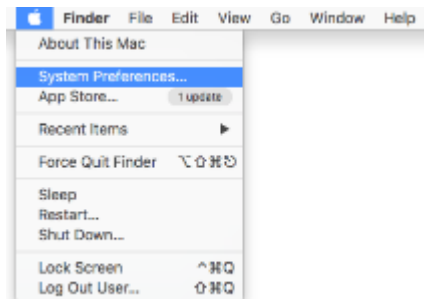 Finder File Edit View Go Window Help
About This Mac
System Preferences...
App Store... 1 update
Recent Items ▶
Force Quit Finder ⌥⇧⌘⎋
Sleep
Restart...
Shut Down...
Lock Screen ^⌘Q
Log Out User... ⇧⌘Q